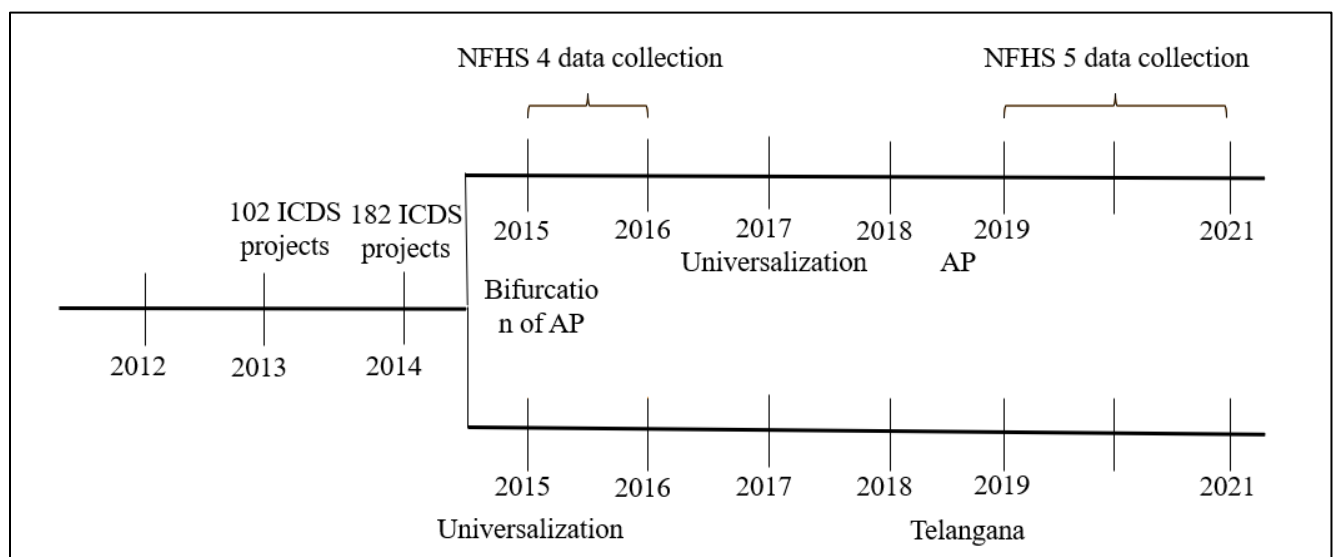 NFHS 4 data collection
NFHS 5 data collection
102 ICDS
projects
182 ICDS
projects
2015
2016
2017
2018
2019
2021
Universalization
AP
Bifurcatio
n of AP
2012
2013
2014
2015
2016
2017
2018
2019
2021
Universalization
Telangana